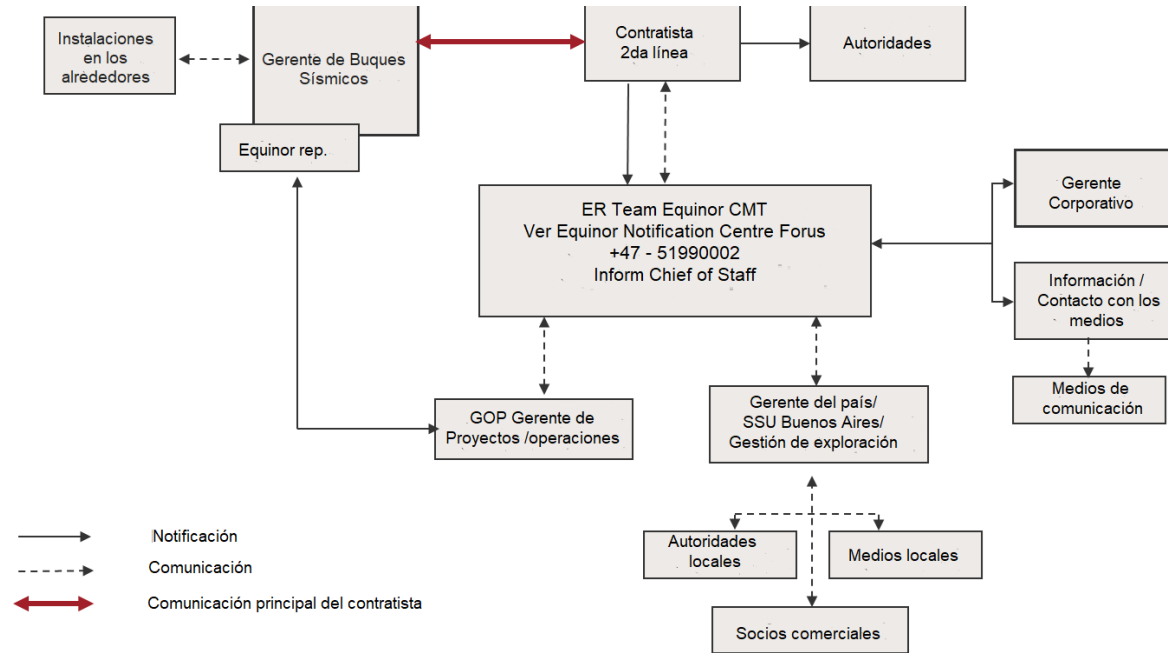 Instalaciones
en los
alrededores
Gerente de Buques
Sísmicos
Contratista
2da línea
Autoridades
Equinor rep.
ER Team Equinor CMT
Ver Equinor Notification Centre Forus
+47 - 51990002
Inform Chief of Staff
Gerente
Corporativo
Información /
Contacto con los
medios
Medios de
comunicación
GOP Gerente de
Proyectos /operaciones
Gerente del país/
SSU Buenos Aires/
Gestión de exploración
Autoridades
locales
Medios locales
Socios comerciales
Notificación
Comunicación
Comunicación principal del contratista